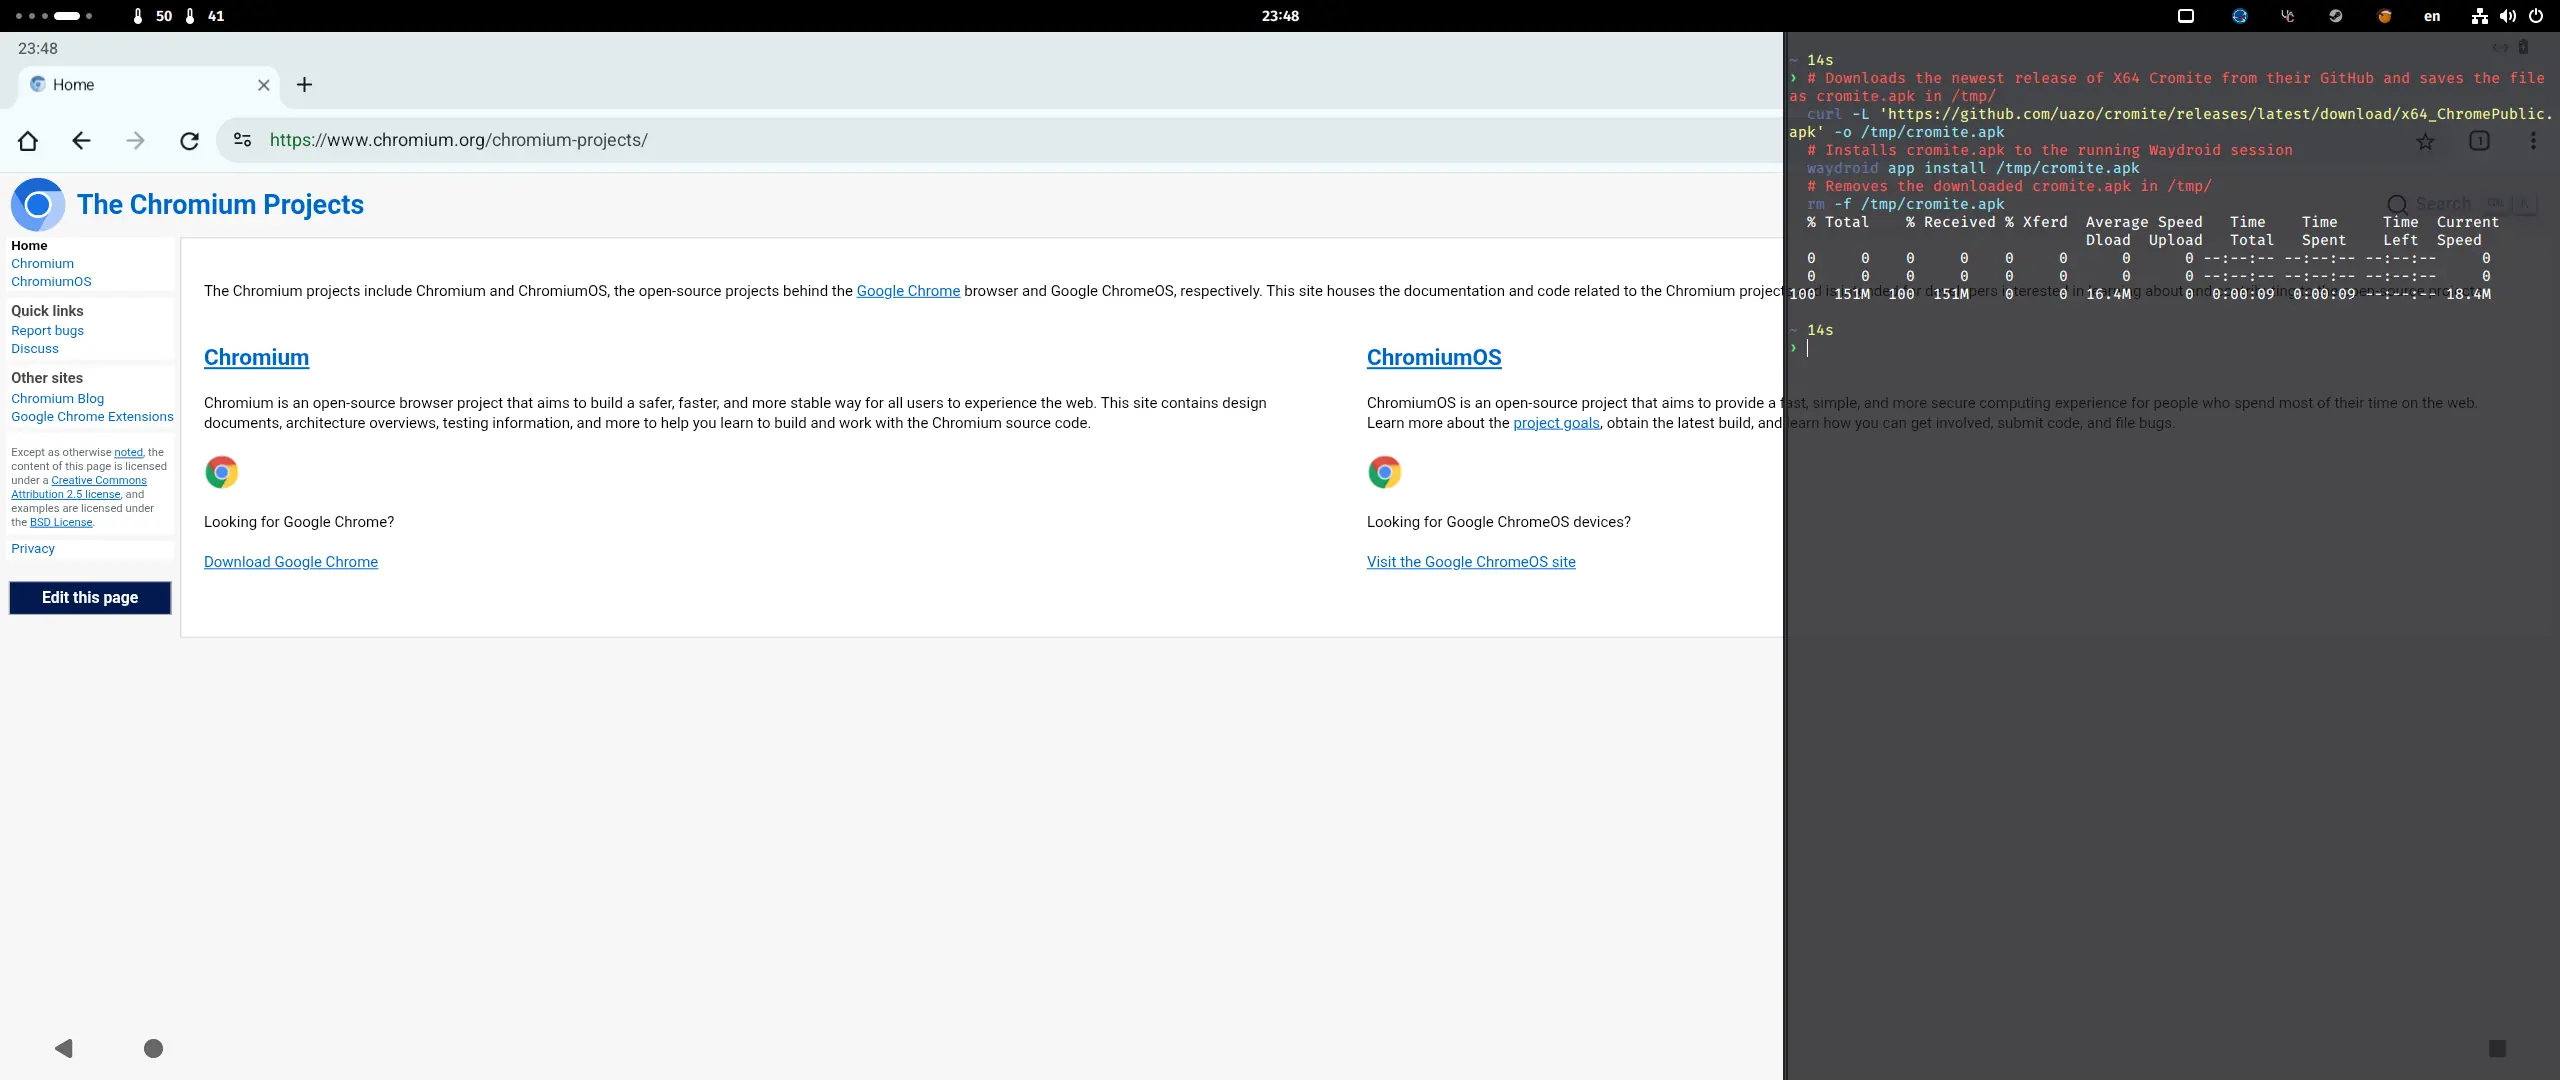 50 41
23:48
en
23:48
Home
https://www.chromium.org/chromium-projects/
1
The Chromium Projects
Home
Chromium
ChromiumOS
Quick links
Report bugs
Discuss
Other sites
Chromium Blog
Google Chrome Extensions
Except as otherwise noted, the
content of this page is licensed
under a Creative Commons
Attribution 2.5 license, and
examples are licensed under
the BSD License.
Privacy
Edit this page
The Chromium projects include Chromium and ChromiumOS, the open-source projects behind the Google Chrome browser and Google ChromeOS, respectively. This site houses the documentation and code related to the Chromium projects
Chromium
Chromium is an open-source browser project that aims to build a safer, faster, and more stable way for all users to experience the web. This site contains design
documents, architecture overviews, testing information, and more to help you learn to build and work with the Chromium source code.
Looking for Google Chrome?
Download Google Chrome
ChromiumOS
ChromiumOS is an open-source project that aims to provide a fast, simple, and more secure computing experience for people who spend most of their time on the web.
Learn more about the project goals, obtain the latest build, and learn how you can get involved, submit code, and file bugs.
Looking for Google ChromeOS devices?
Visit the Google ChromeOS site
Search
~ 14s
› # Downloads the newest release of X64 Cromite from their GitHub and saves the file
as cromite.apk in /tmp/
curl -L 'https://github.com/uazo/cromite/releases/latest/download/x64_ChromePublic.
apk' -o /tmp/cromite.apk
# Installs cromite.apk to the running Waydroid session
waydroid app install /tmp/cromite.apk
# Removes the downloaded cromite.apk in /tmp/
rm -f /tmp/cromite.apk
% Total % Received % Xferd Average Speed Time Time Time Current
Dload Upload Total Spent Left Speed
0 0 0 0 0 0 0 0 --:--:-- --:--:-- --:--:-- 0
0 0 0 0 0 0 0 0 --:--:-- --:--:-- --:--:-- 0
100 151M 100 151M 0 0 16.4M 0 0:00:09 0:00:09 --:--:-- 18.4M
~ 14s
›